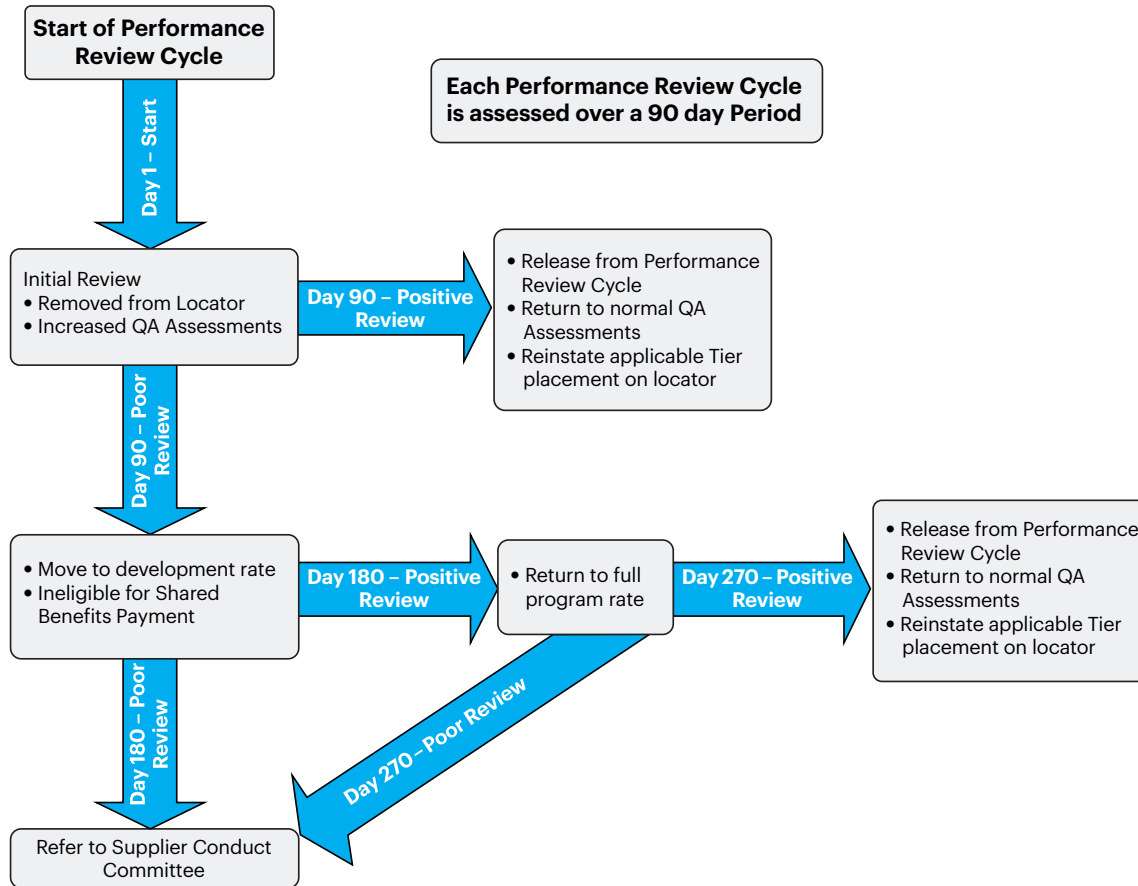 Start of Performance
Review Cycle
Each Performance Review Cycle
is assessed over a 90 day Period
Day 1 – Start
Initial Review
• Removed from Locator
• Increased QA Assessments
Day 90 – Positive
Review
• Release from Performance
Review Cycle
• Return to normal QA
Assessments
• Reinstate applicable Tier
placement on locator
Day 90 – Poor
Review
• Move to development rate
• Ineligible for Shared
Benefits Payment
Day 180 – Positive
Review
• Return to full
program rate
Day 270 – Positive
Review
• Release from Performance
Review Cycle
• Return to normal QA
Assessments
• Reinstate applicable Tier
placement on locator
Day 180 – Poor
Review
Day 270 – Poor Review
Refer to Supplier Conduct
Committee